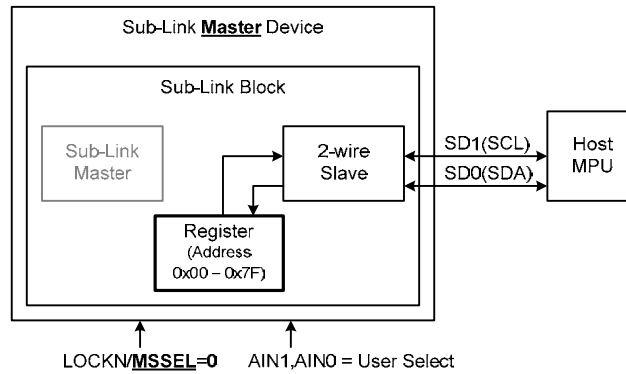 Sub-Link Master Device
Sub-Link Block
Sub-Link
Master
2-wire
Slave
SD1(SCL)
SD0(SDA)
Host
MPU
Register
(Address
0x00 – 0x7F)
LOCKN/MSSEL=0
AIN1,AIN0 = User Select